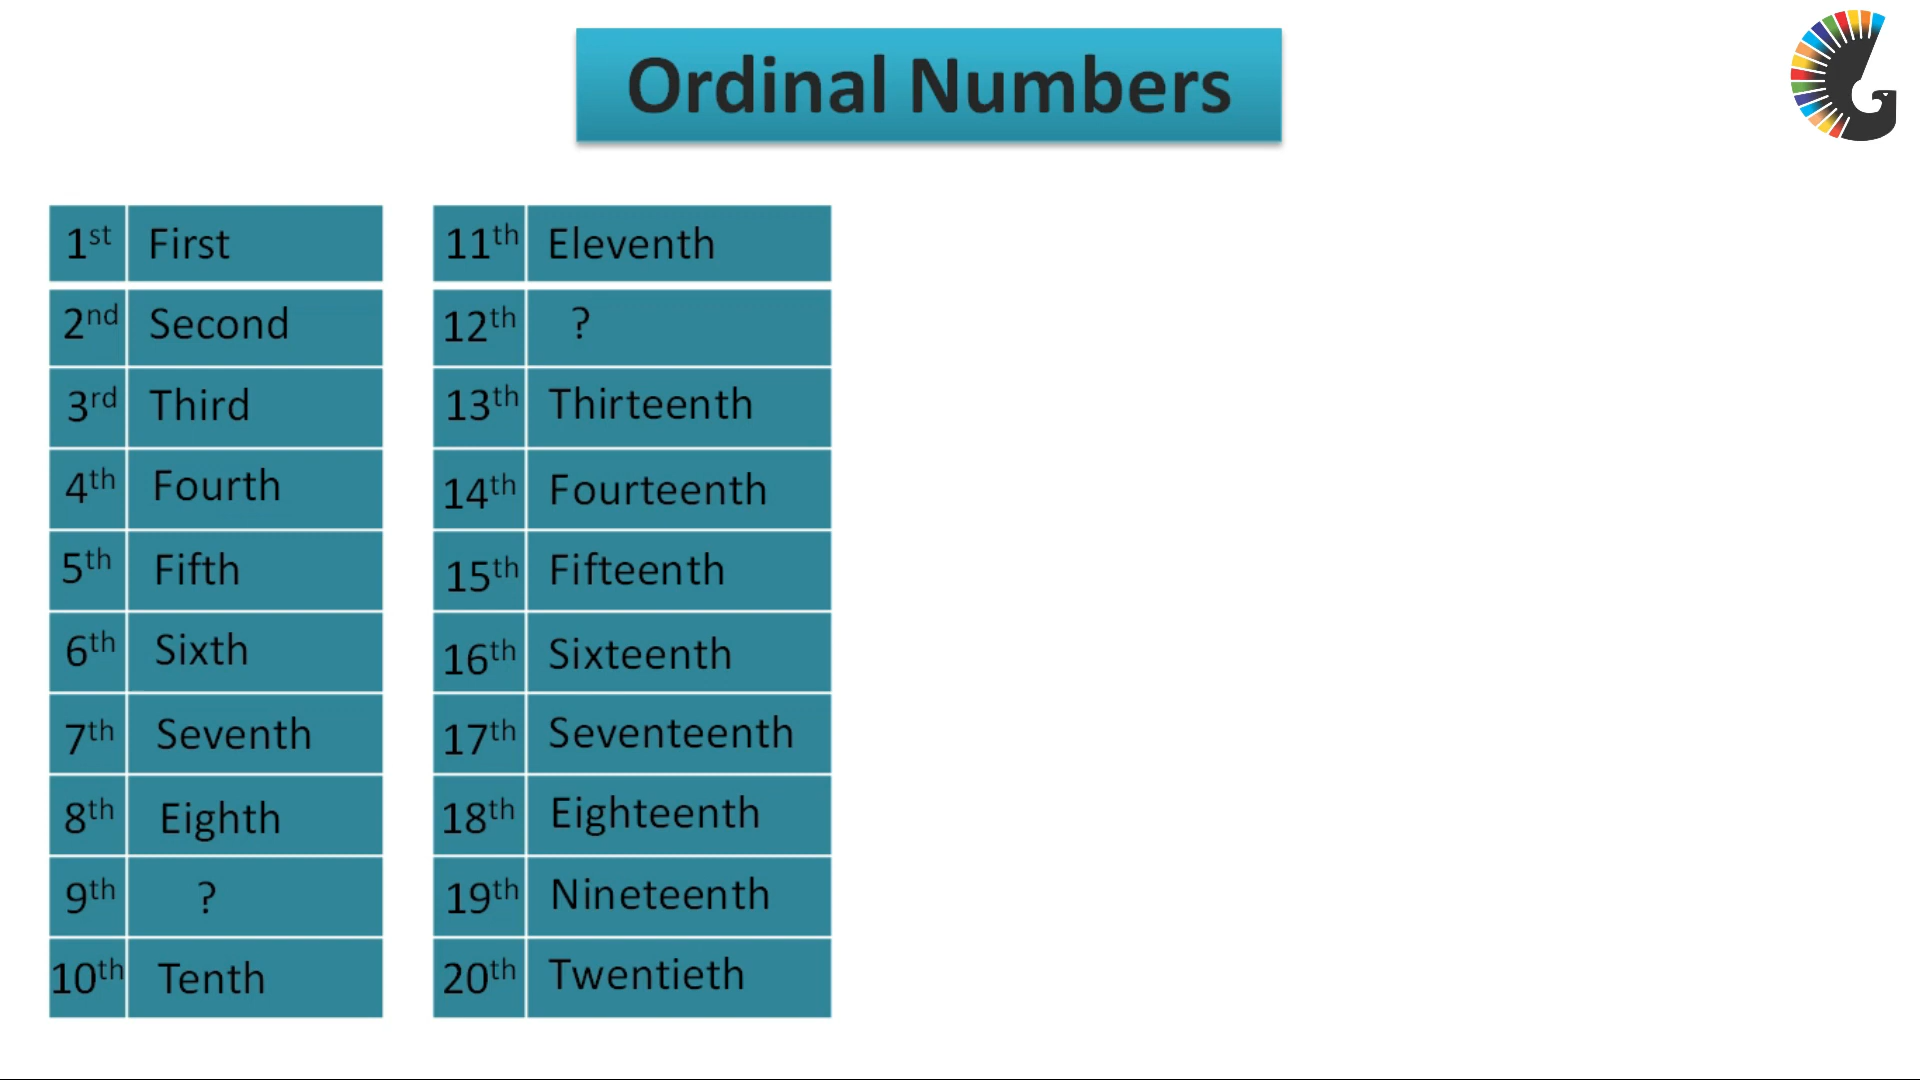 Ordinal Numbers
1st First
2nd Second
3rd Third
4th Fourth
5th Fifth
6th Sixth
7th Seventh
8th Eighth
9th ?
10th Tenth
11th Eleventh
12th ?
13th Thirteenth
14th Fourteenth
15th Fifteenth
16th Sixteenth
17th Seventeenth
18th Eighteenth
19th Nineteenth
20th Twentieth